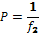 P = 1/f₂